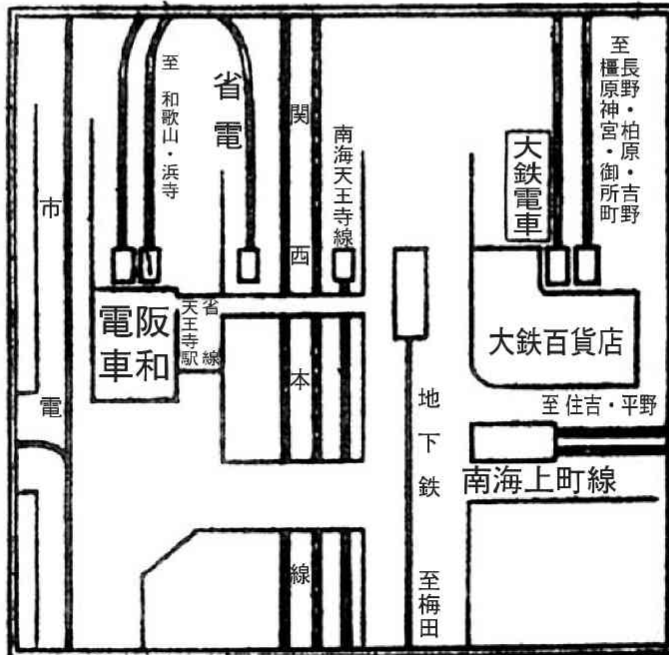 市電
至 和歌山・浜寺
省電
関西本線
南海天王寺線
大鉄電車
至 長野・柏原・吉野
橿原神宮・御所町
阪和
電車
省線
天王寺駅
大鉄百貨店
地下鉄
至梅田
至 住吉・平野
南海上町線